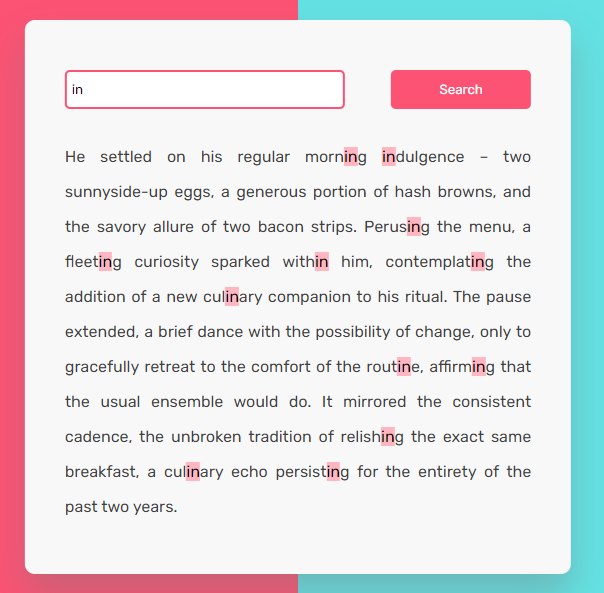 in
Search
He settled on his regular morning indulgence – two
sunnyside-up eggs, a generous portion of hash browns, and
the savory allure of two bacon strips. Perusing the menu, a
fleeting curiosity sparked within him, contemplating the
addition of a new culinary companion to his ritual. The pause
extended, a brief dance with the possibility of change, only to
gracefully retreat to the comfort of the routine, affirming that
the usual ensemble would do. It mirrored the consistent
cadence, the unbroken tradition of relishing the exact same
breakfast, a culinary echo persisting for the entirety of the
past two years.